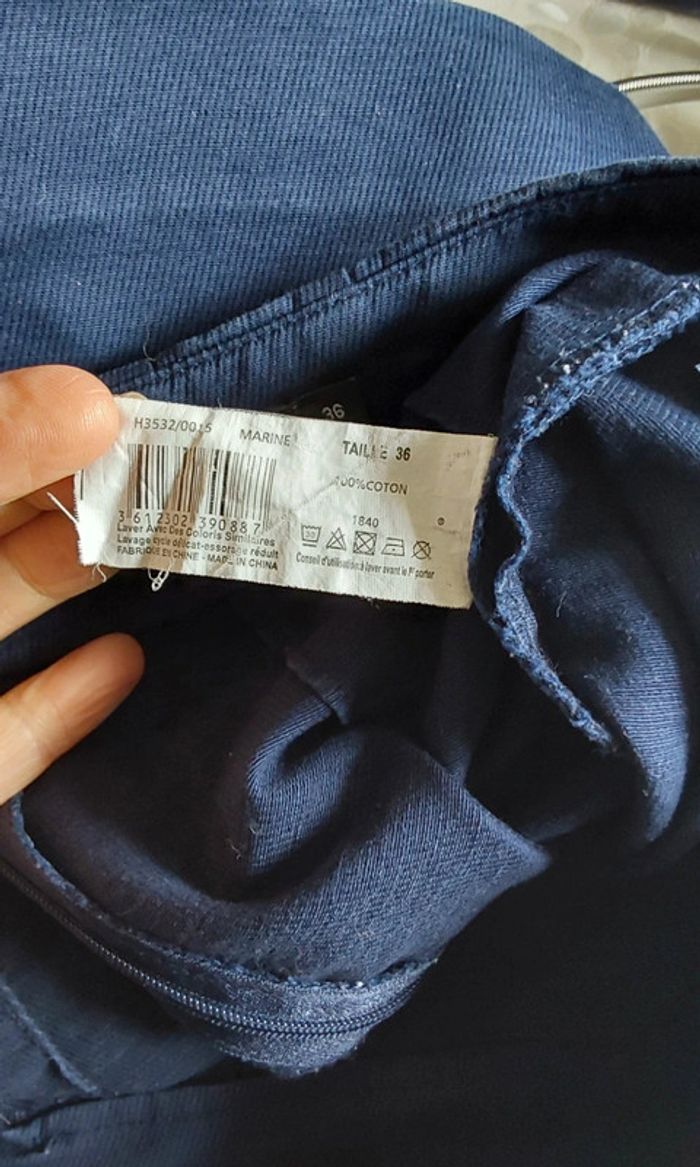 36
H3532/0015 MARINE
TAILLE 36
100%COTON
3 612302 390887
1840
Laver Avec Des Coloris Similaires
Lavage cycle délicat-essorage réduit
FABRIQUE EN CHINE - MADE IN CHINA
30
Conseil d'utilisation:à laver avant le 1er porter